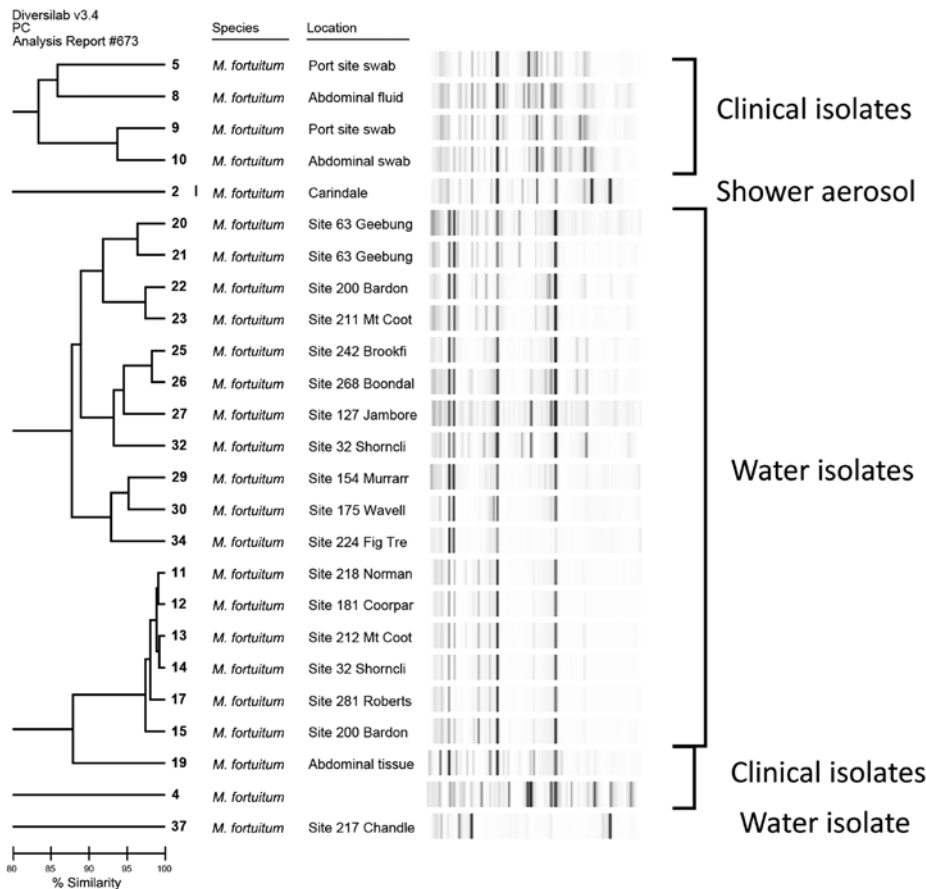 Diversilab v3.4
PC
Analysis Report #673
Species Location
5 M. fortuitum Port site swab
8 M. fortuitum Abdominal fluid
9 M. fortuitum Port site swab
10 M. fortuitum Abdominal swab
Clinical isolates
2 I M. fortuitum Carindale
Shower aerosol
20 M. fortuitum Site 63 Geebung
21 M. fortuitum Site 63 Geebung
22 M. fortuitum Site 200 Bardon
23 M. fortuitum Site 211 Mt Coot
25 M. fortuitum Site 242 Brookfi
26 M. fortuitum Site 268 Boondal
27 M. fortuitum Site 127 Jambore
32 M. fortuitum Site 32 Shorncli
29 M. fortuitum Site 154 Murrarr
30 M. fortuitum Site 175 Wavell
34 M. fortuitum Site 224 Fig Tre
11 M. fortuitum Site 218 Norman
12 M. fortuitum Site 181 Coorpar
13 M. fortuitum Site 212 Mt Coot
14 M. fortuitum Site 32 Shorncli
17 M. fortuitum Site 281 Roberts
15 M. fortuitum Site 200 Bardon
Water isolates
19 M. fortuitum Abdominal tissue
4 M. fortuitum
Clinical isolates
37 M. fortuitum Site 217 Chandle
Water isolate
80 85 90 95 100
% Similarity